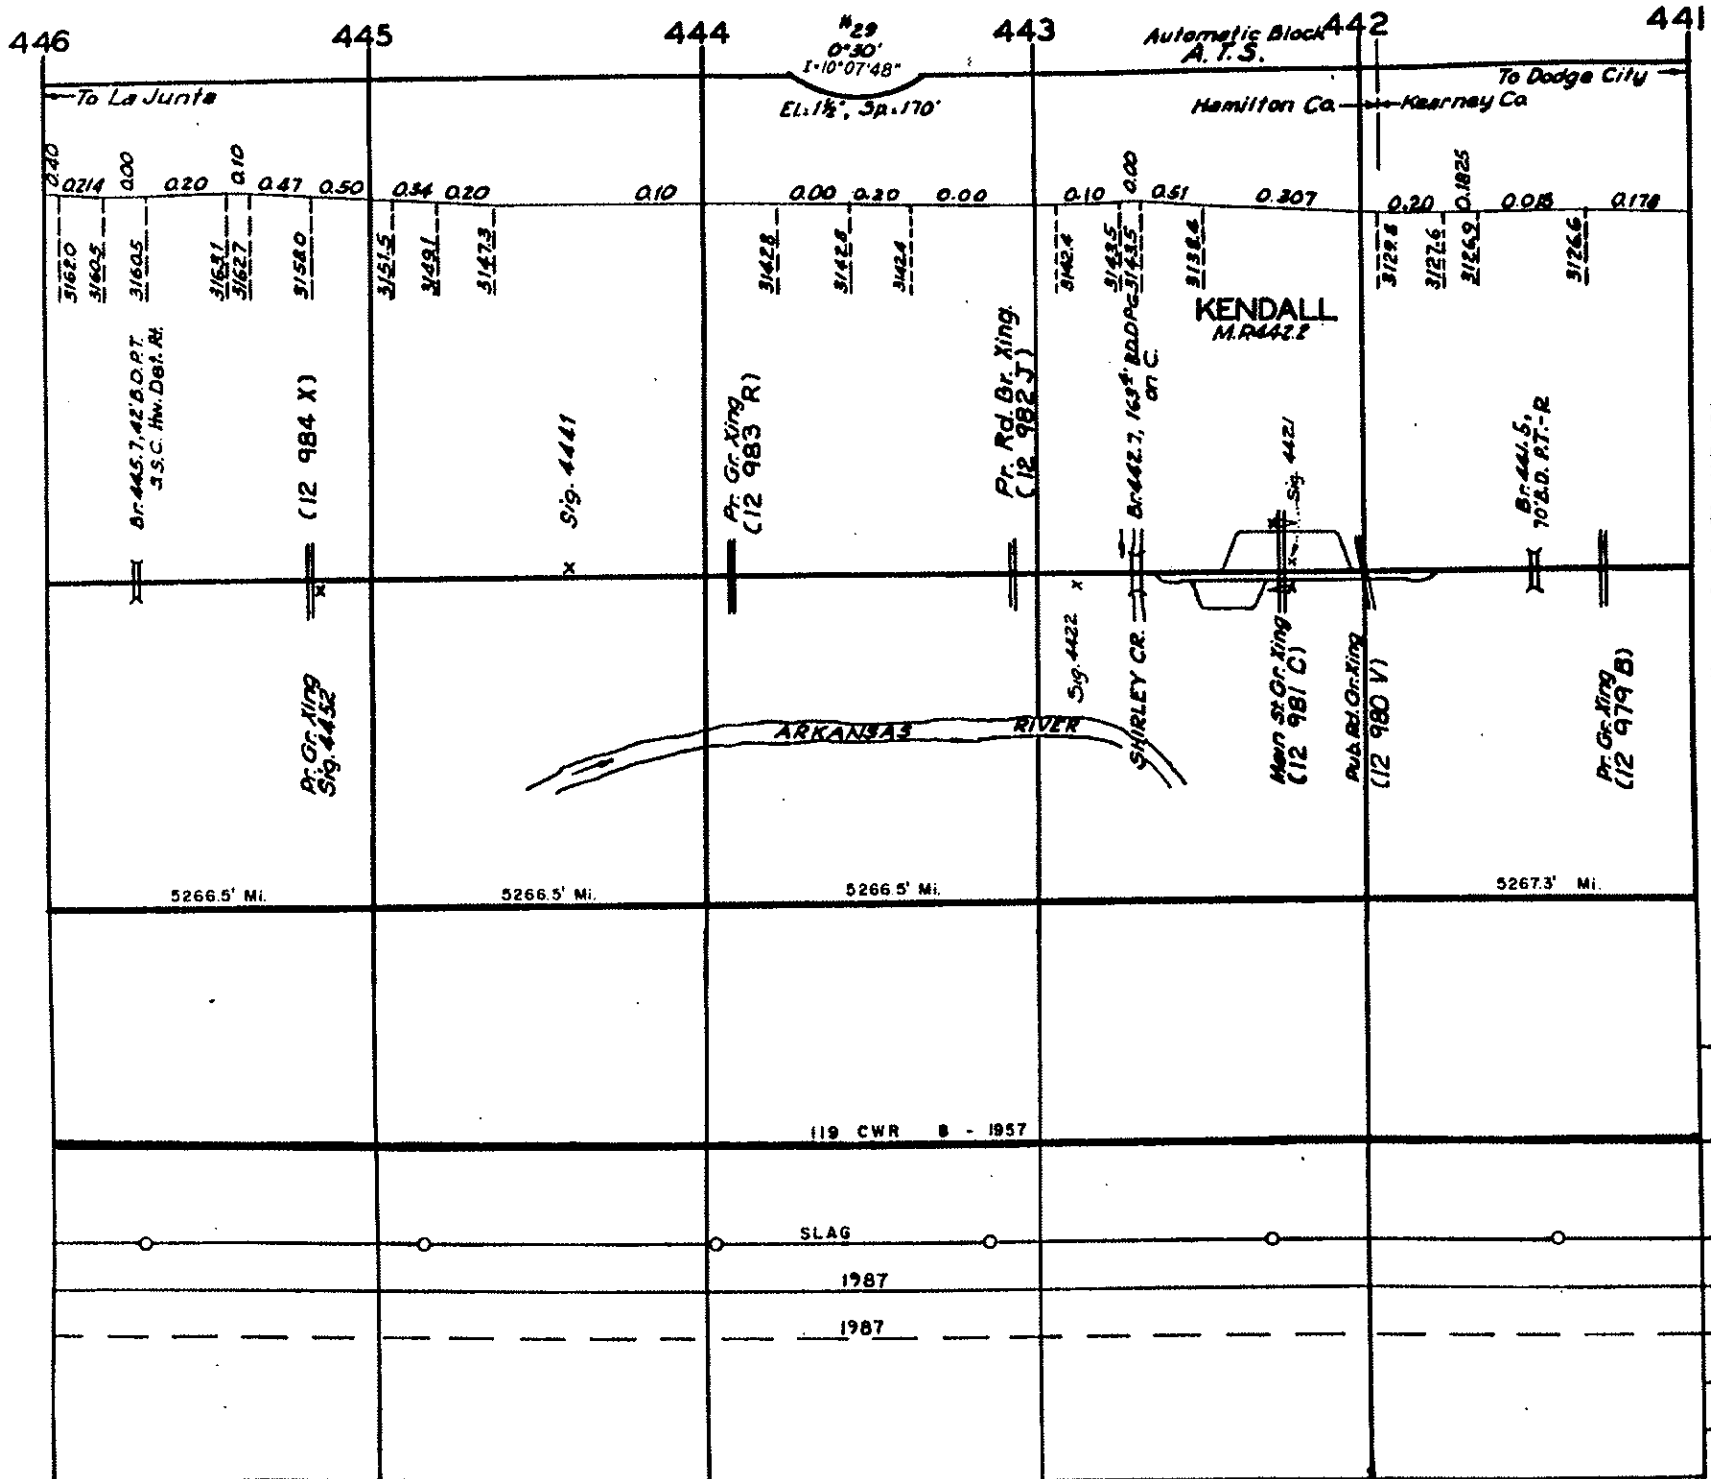 446
445
444
443
442
441
#29
0°30'
I=10°07'48"
El.=1½", Sp.=170'
Automatic Block
A.T.S.
To La Junta
To Dodge City
Hamilton Co.
Kearney Co.
0.40
0.214
0.00
0.20
0.10
0.47
0.50
0.34
0.20
0.10
0.00
0.20
0.00
0.10
0.00
0.51
0.307
0.20
0.1825
0.178
3162.0
3160.5
3160.5
3163.1
3162.7
3158.0
3151.5
3149.1
3147.3
3142.8
3142.8
3142.4
3142.4
3143.5
3143.5
3138.4
3129.8
3127.6
3126.9
3126.6
KENDALL
M.P.442.2
Br.445.7, 42' B.D.P.T.
S.S.C. Hw. Det. Rt.
(12 984 X)
Sig. 4441
Pr. Gr. Xing
(12 983 R)
Pr. Rd. Br. Xing.
(12 982 J)
Br.442.7, 163⁴' B.D.P.G.
on C.
Sig. 4421
Br. 441.5,
70' B.D. P.T.-R
Pr. Gr. Xing
Sig. 4452
ARKANSAS RIVER
Sig. 4422
SHIRLEY CR.
Main St. Gr. Xing
(12 981 C)
Pub. Rd. Gr. Xing
(12 980 V)
Pr. Gr. Xing
(12 979 B)
5266.5' Mi.
5266.5' Mi.
5266.5' Mi.
5267.3' Mi.
119 CWR B - 1957
SLAG
1987
1987